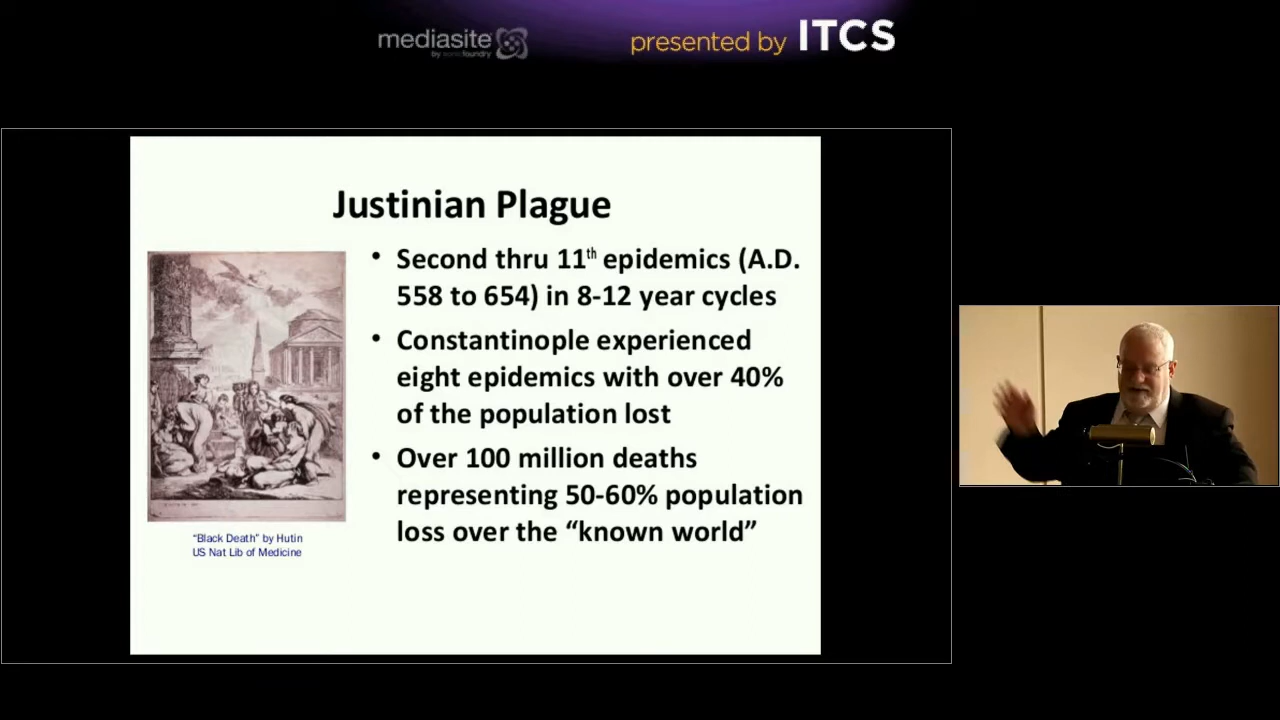 mediasite
by sonicfoundry
presented by ITCS
Justinian Plague
• Second thru 11th epidemics (A.D.
558 to 654) in 8-12 year cycles
• Constantinople experienced
eight epidemics with over 40%
of the population lost
• Over 100 million deaths
representing 50-60% population
loss over the “known world”
“Black Death” by Hutin
US Nat Lib of Medicine